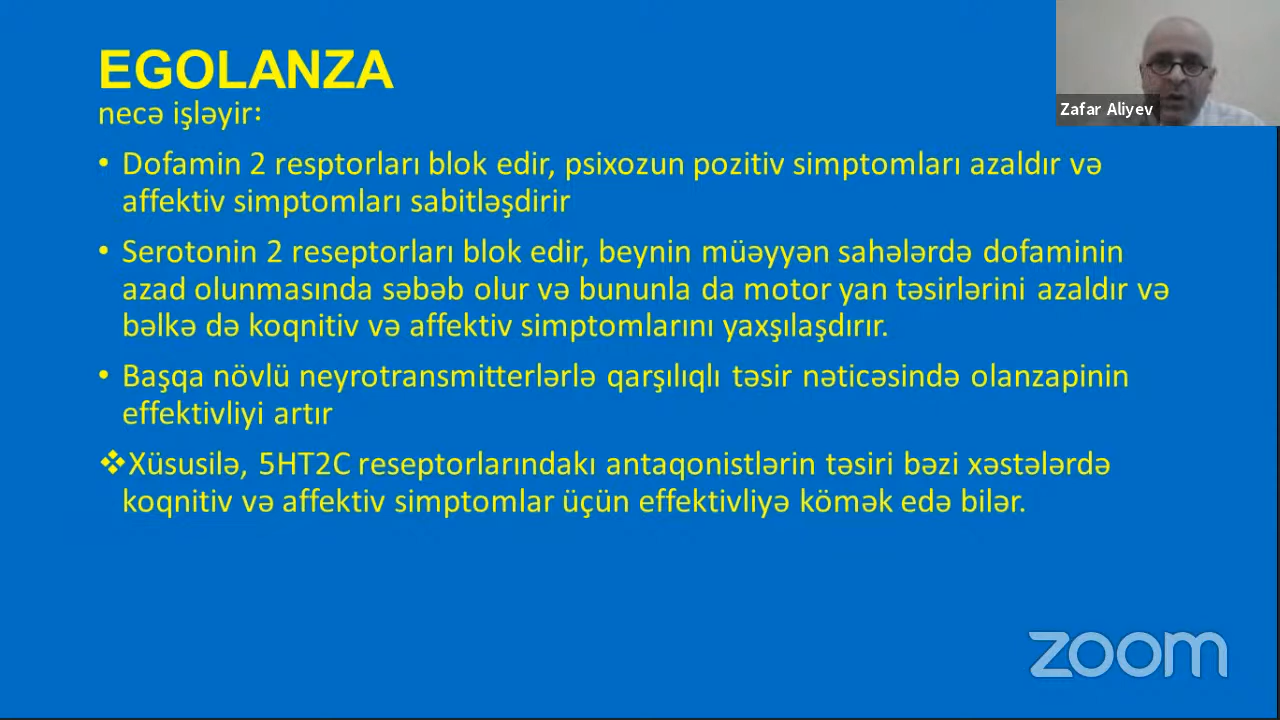 EGOLANZA
necə işləyir:
• Dofamin 2 resptorları blok edir, psixozun pozitiv simptomları azaldır və
affektiv simptomları sabitləşdirir
• Serotonin 2 reseptorları blok edir, beynin müəyyən sahələrdə dofaminin
azad olunmasında səbəb olur və bununla da motor yan təsirlərini azaldır və
bəlkə də koqnitiv və affektiv simptomlarını yaxşılaşdırır.
• Başqa növlü neyrotransmitterlərlə qarşılıqlı təsir nəticəsində olanzapinin
effektivliyi artır
❖Xüsusilə, 5HT2C reseptorlarındakı antaqonistlərin təsiri bəzi xəstələrdə
koqnitiv və affektiv simptomlar üçün effektivliyə kömək edə bilər.
Zafar Aliyev
zoom